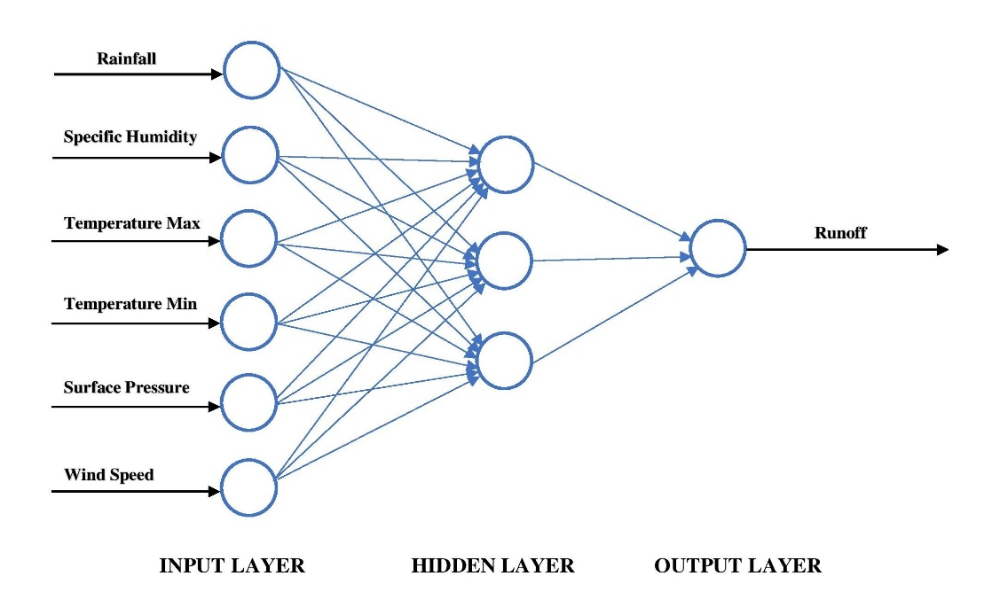 Rainfall
Specific Humidity
Temperature Max
Runoff
Temperature Min
Surface Pressure
Wind Speed
INPUT LAYER
HIDDEN LAYER
OUTPUT LAYER